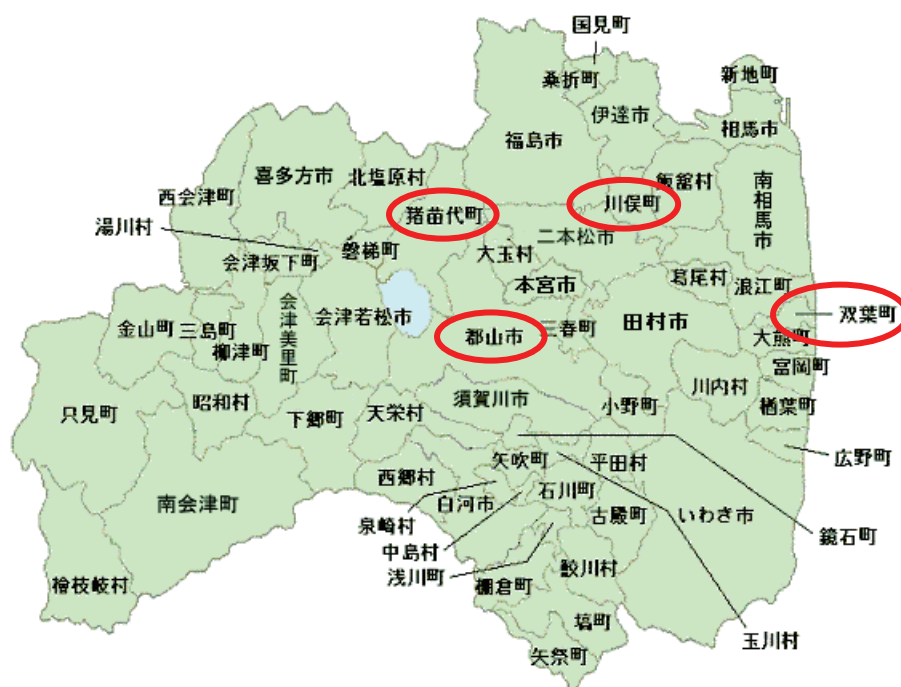 国見町
桑折町
新地町
伊達市
相馬市
福島市
喜多方市
北塩原村
飯舘村
南相馬市
西会津町
猪苗代町
川俣町
湯川村
磐梯町
二本松市
会津坂下町
大玉村
葛尾村
浪江町
本宮市
会津美里町
会津若松市
双葉町
金山町
三島町
郡山市
三春町
田村市
大熊町
柳津町
富岡町
川内村
昭和村
須賀川市
小野町
楢葉町
只見町
下郷町
天栄村
広野町
矢吹町
平田村
西郷村
石川町
白河市
南会津町
泉崎村
古殿町
いわき市
鏡石町
中島村
浅川町
鮫川村
檜枝岐村
棚倉町
塙町
玉川村
矢祭町